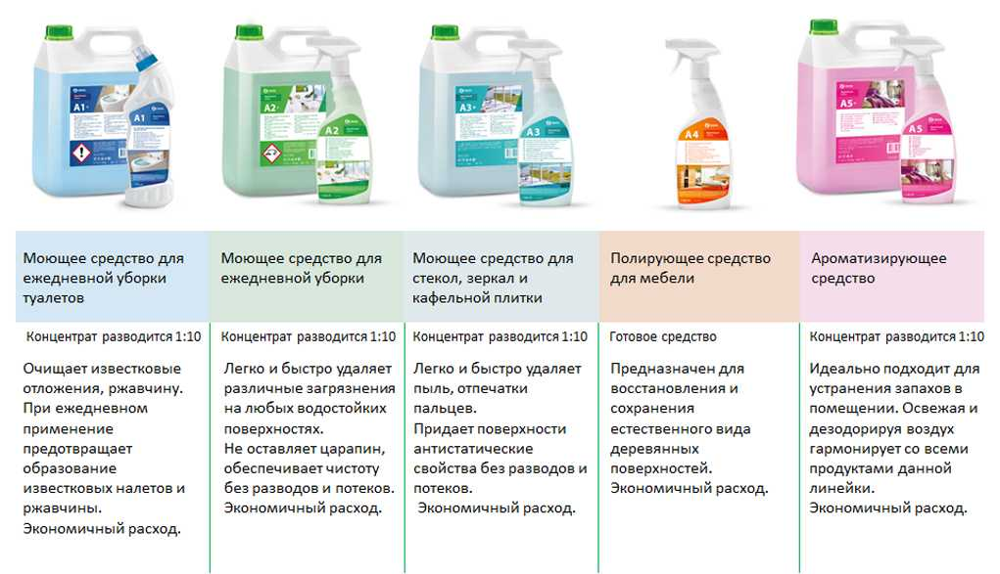 A1+
A1
A2+
A2
A3+
A3
A4
A5+
A5
Моющее средство для
ежедневной уборки
туалетов
Моющее средство для
ежедневной уборки
Моющее средство для
стекол, зеркал и
кафельной плитки
Полирующее средство
для мебели
Ароматизирующее
средство
Концентрат разводится 1:10
Концентрат разводится 1:10
Концентрат разводится 1:10
Готовое средство
Концентрат разводится 1:10
Очищает известковые
отложения, ржавчину.
При ежедневном
применение
предотвращает
образование
известковых налетов и
ржавчины.
Экономичный расход.
Легко и быстро удаляет
различные загрязнения
на любых водостойких
поверхностях.
Не оставляет царапин,
обеспечивает чистоту
без разводов и потеков.
Экономичный расход.
Легко и быстро удаляет
пыль, отпечатки
пальцев.
Придает поверхности
антистатические
свойства без разводов и
потеков.
Экономичный расход.
Предназначен для
восстановления и
сохранения
естественного вида
деревянных
поверхностей.
Экономичный расход.
Идеально подходит для
устранения запахов в
помещении. Освежая и
дезодорируя воздух
гармонирует со всеми
продуктами данной
линейки.
Экономичный расход.